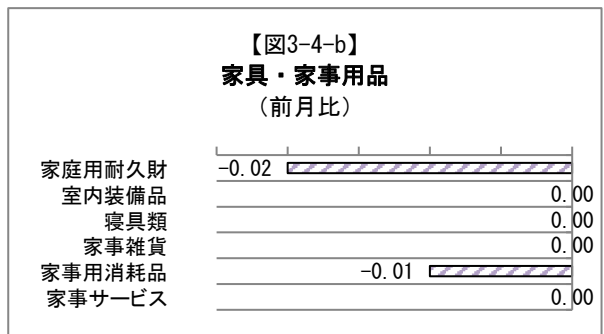 【図3-4-b】
家具・家事用品
（前月比）
家庭用耐久財 -0.02
室内装備品 0.00
寝具類 0.00
家事雑貨 0.00
家事用消耗品 -0.01
家事サービス 0.00